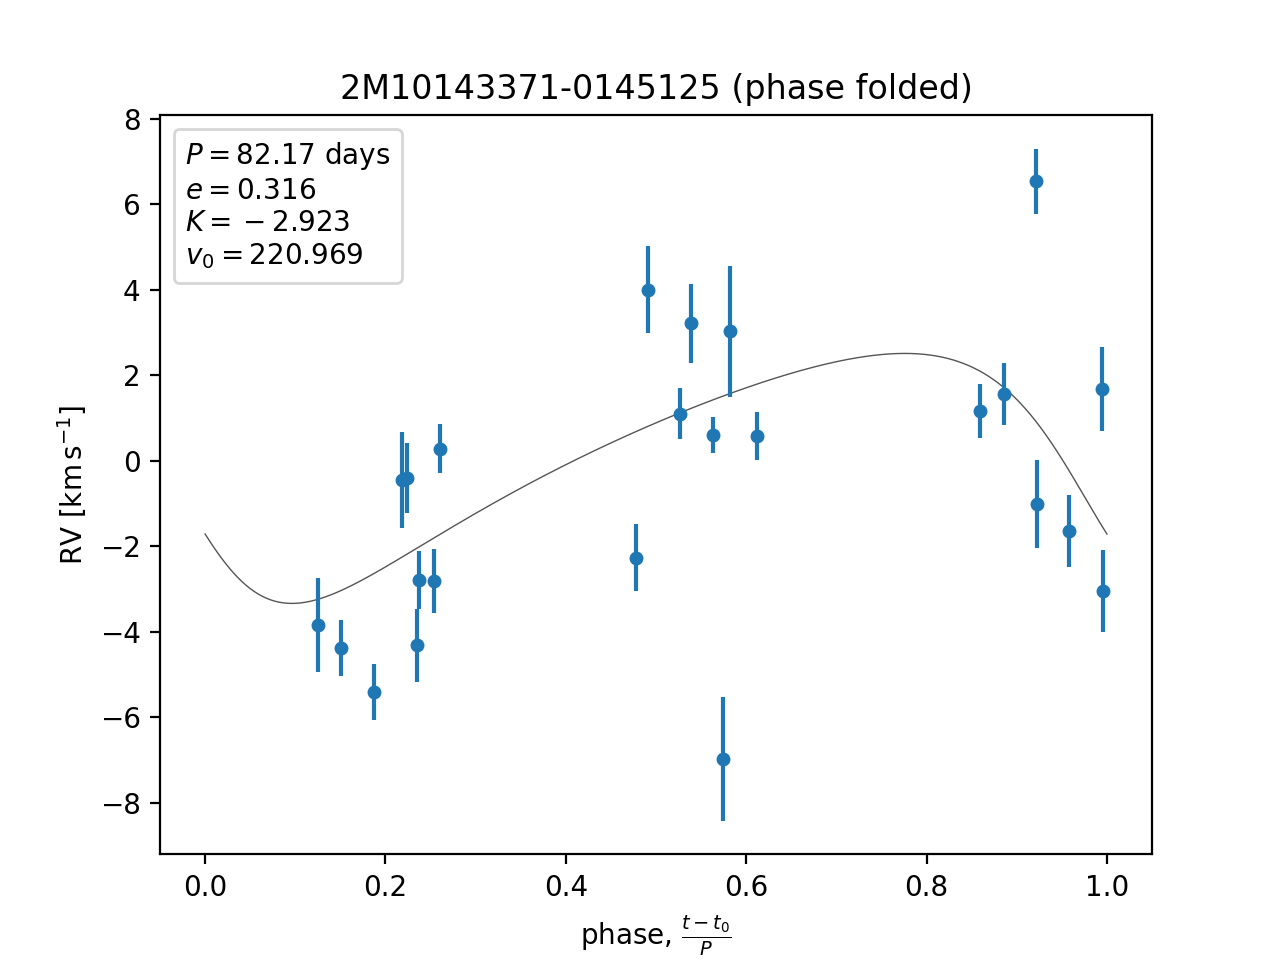 2M10143371-0145125 (phase folded)
P = 82.17 days
e = 0.316
K = −2.923
v₀ = 220.969
RV [km s⁻¹]
8
6
4
2
0
−2
−4
−6
−8
0.0 0.2 0.4 0.6 0.8 1.0
phase, (t − t₀)/P